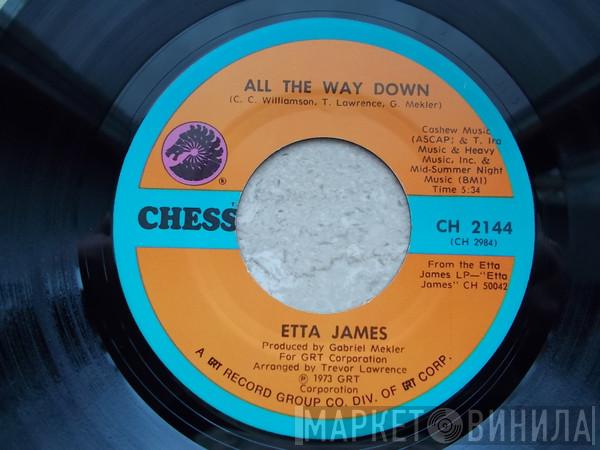 ALL THE WAY DOWN
(C. C. Williamson, T. Lawrence, G. Mekler)
Cashew Music
(ASCAP) & T. Ira
Music & Heavy
Music, Inc. &
Mid-Summer Night
Music (BMI)
Time 5:34
®
CHESS
CH 2144
(CH 2984)
From the Etta
James LP—"Etta
James" CH 50042
ETTA JAMES
Produced by Gabriel Mekler
For GRT Corporation
Arranged by Trevor Lawrence
℗ 1973 GRT
Corporation
A GRT RECORD GROUP CO. DIV. OF GRT CORP.
МАРКЕТ ВИНИЛА